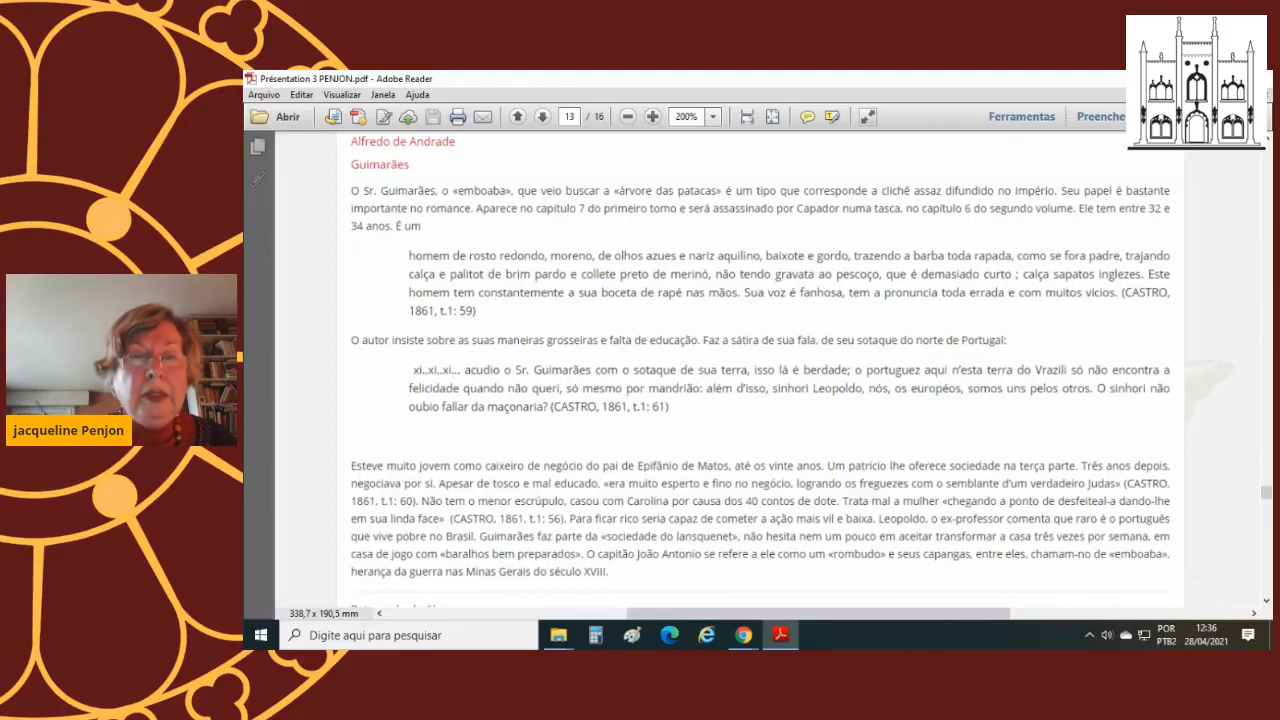 Présentation 3 PENJON.pdf - Adobe Reader
Arquivo Editar Visualizar Janela Ajuda
Abrir 13 / 16 200% Ferramentas Preenche
Alfredo de Andrade
Guimarães
O Sr. Guimarães, o «emboaba», que veio buscar a «árvore das patacas» é um tipo que corresponde a clichê assaz difundido no Império. Seu papel é bastante
importante no romance. Aparece no capítulo 7 do primeiro tomo e será assassinado por Capador numa tasca, no capítulo 6 do segundo volume. Ele tem entre 32 e
34 anos. É um
homem de rosto redondo, moreno, de olhos azues e nariz aquilino, baixote e gordo, trazendo a barba toda rapada, como se fora padre, trajando
calça e palitot de brim pardo e collete preto de merinó, não tendo gravata ao pescoço, que é demasiado curto ; calça sapatos inglezes. Este
homem tem constantemente a sua boceta de rapé nas mãos. Sua voz é fanhosa, tem a pronuncia toda errada e com muitos vicios. (CASTRO,
1861, t.1: 59)
O autor insiste sobre as suas maneiras grosseiras e falta de educação. Faz a sátira de sua fala, de seu sotaque do norte de Portugal:
xi..xi..xi... acudio o Sr. Guimarães com o sotaque de sua terra, isso lá é berdade; o portuguez aqui n'esta terra do Vrazili só não encontra a
felicidade quando não queri, só mesmo por mandrião: além d'isso, sinhori Leopoldo, nós, os européos, somos uns pelos otros. O sinhori não
oubio fallar da maçonaria? (CASTRO, 1861, t.1: 61)
Esteve muito jovem como caixeiro de negócio do pai de Epifânio de Matos, até os vinte anos. Um patrício lhe oferece sociedade na terça parte. Três anos depois,
negociava por si. Apesar de tosco e mal educado, «era muito esperto e fino no negócio, logrando os freguezes com o semblante d'um verdadeiro Judas» (CASTRO,
1861, t.1: 60). Não tem o menor escrúpulo, casou com Carolina por causa dos 40 contos de dote. Trata mal a mulher «chegando a ponto de desfeiteal-a dando-lhe
em sua linda face» (CASTRO, 1861, t.1: 56). Para ficar rico seria capaz de cometer a ação mais vil e baixa. Leopoldo, o ex-professor comenta que raro é o português
que vive pobre no Brasil. Guimarães faz parte da «sociedade do lansquenet», não hesita nem um pouco em aceitar transformar a casa três vezes por semana, em
casa de jogo com «baralhos bem preparados». O capitão João Antonio se refere a ele como um «rombudo» e seus capangas, entre eles, chamam-no de «emboaba»,
herança da guerra nas Minas Gerais do século XVIII.
338,7 x 190,5 mm
jacqueline Penjon
Digite aqui para pesquisar
POR
PTB2
12:36
28/04/2021